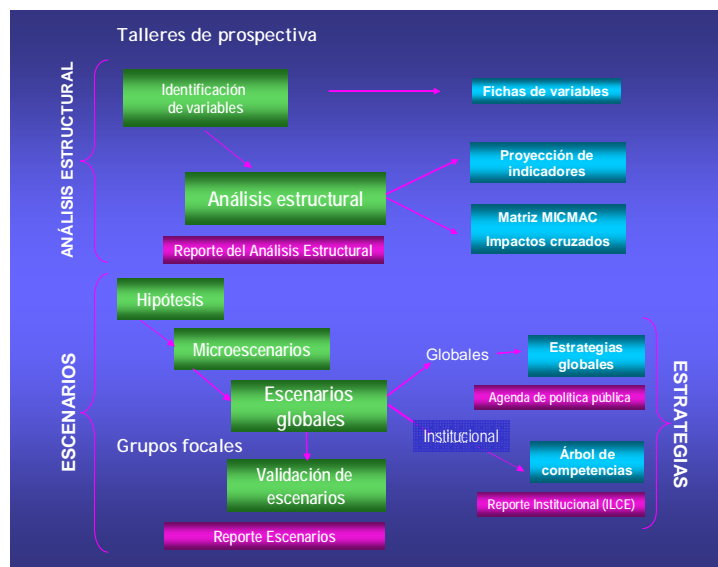 Talleres de prospectiva
ANÁLISIS ESTRUCTURAL
Identificación
de variables
Fichas de variables
Análisis estructural
Proyección de
indicadores
Matriz MICMAC
Impactos cruzados
Reporte del Análisis Estructural
ESCENARIOS
Hipótesis
Microescenarios
Escenarios
globales
Globales
Estrategias
globales
Agenda de política pública
Institucional
Árbol de
competencias
Reporte Institucional (ILCE)
ESTRATEGIAS
Grupos focales
Validación de
escenarios
Reporte Escenarios